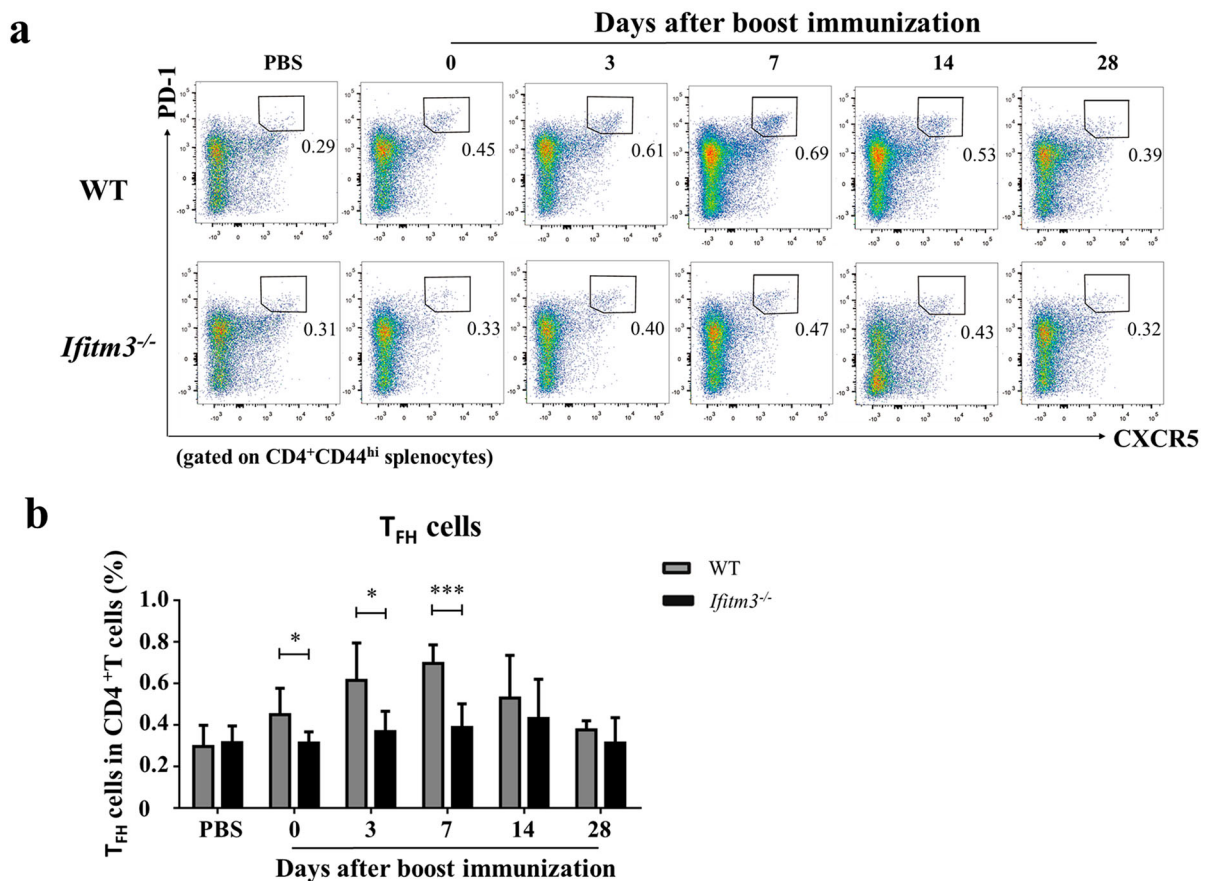 a
Days after boost immunization
PBS 0 3 7 14 28
PD-1
WT
0.29 0.45 0.61 0.69 0.53 0.39
Ifitm3-/-
0.31 0.33 0.40 0.47 0.43 0.32
CXCR5
(gated on CD4+CD44hi splenocytes)
b
TFH cells
WT
Ifitm3-/-
TFH cells in CD4 +T cells (%)
1.0
0.8
0.6
0.4
0.2
0
* * ***
PBS 0 3 7 14 28
Days after boost immunization